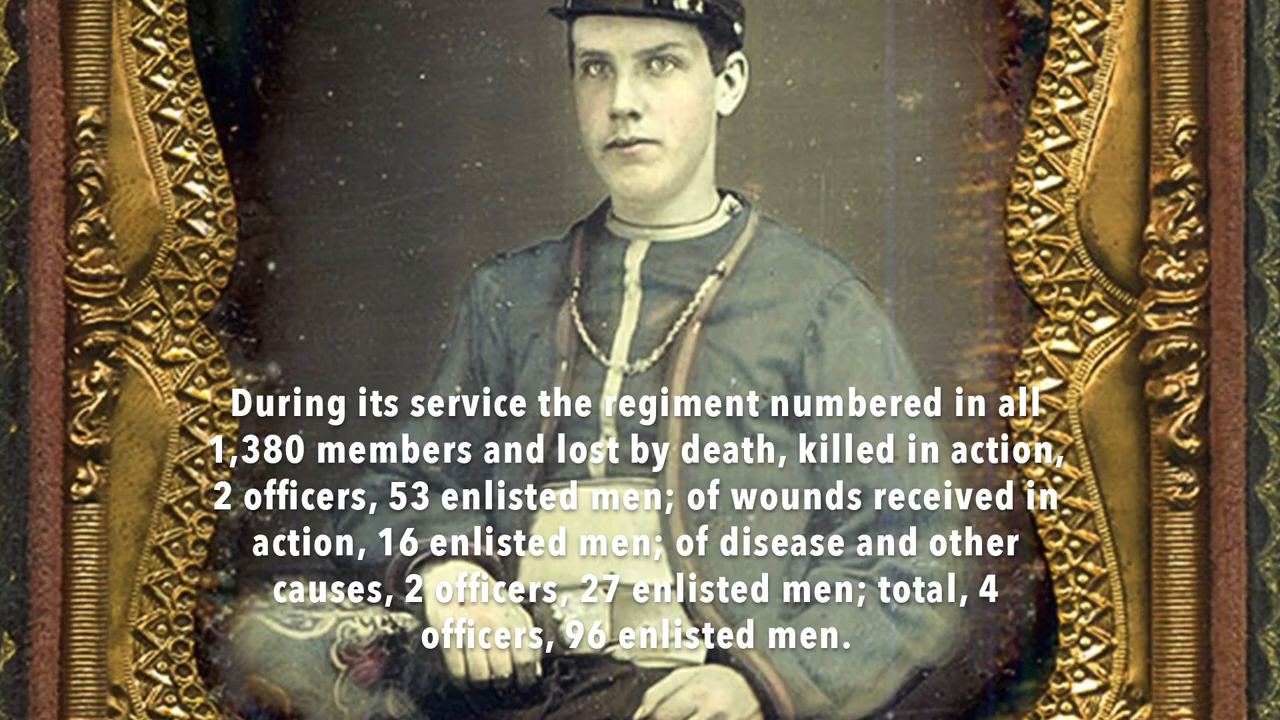 During its service the regiment numbered in all
1,380 members and lost by death, killed in action,
2 officers, 53 enlisted men; of wounds received in
action, 16 enlisted men; of disease and other
causes, 2 officers, 27 enlisted men; total, 4
officers, 96 enlisted men.